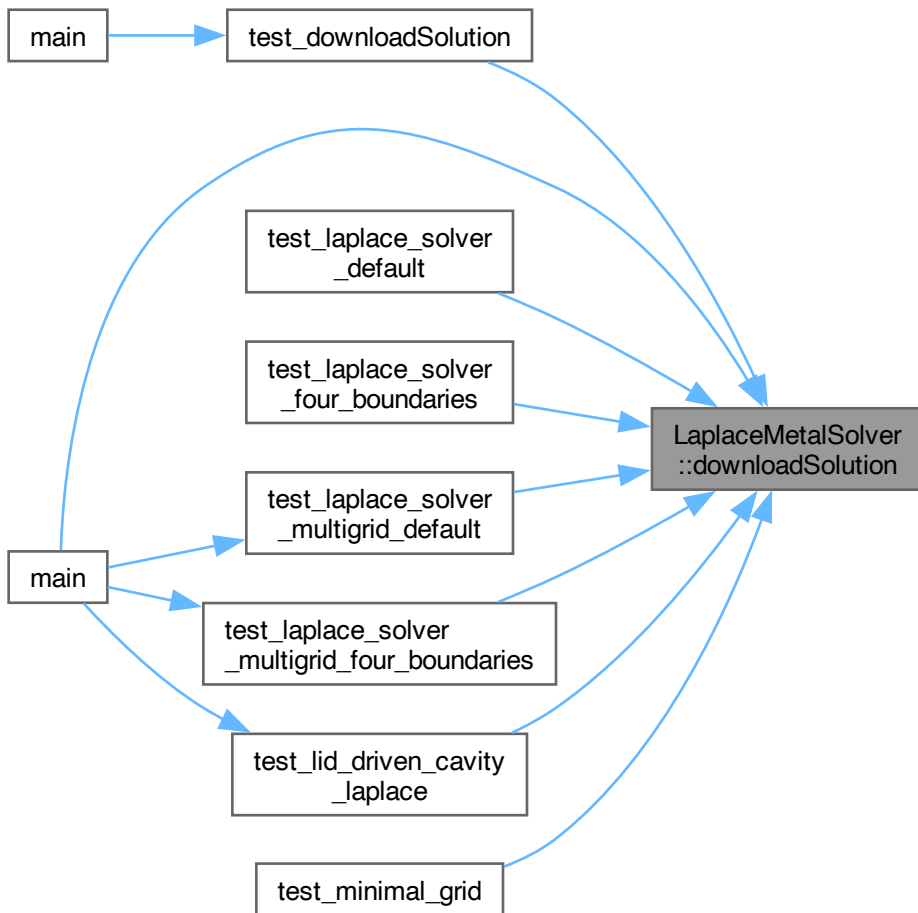 main
test_downloadSolution
test_laplace_solver
_default
test_laplace_solver
_four_boundaries
LaplaceMetalSolver
::downloadSolution
test_laplace_solver
_multigrid_default
main
test_laplace_solver
_multigrid_four_boundaries
test_lid_driven_cavity
_laplace
test_minimal_grid